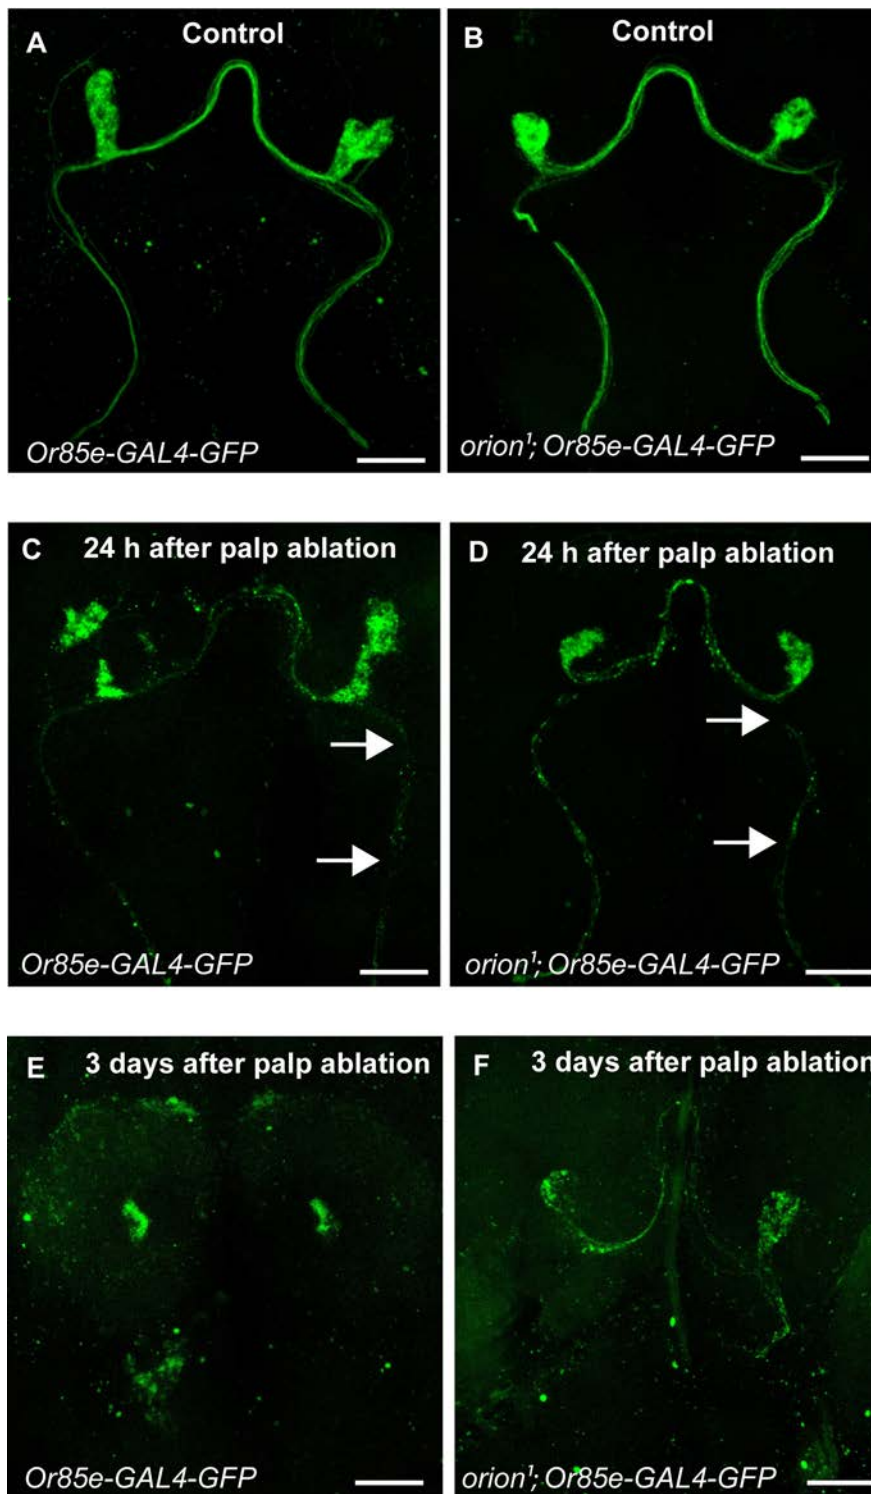 A Control
Or85e-GAL4-GFP
B Control
orion¹; Or85e-GAL4-GFP
C 24 h after palp ablation
Or85e-GAL4-GFP
D 24 h after palp ablation
orion¹; Or85e-GAL4-GFP
E 3 days after palp ablation
Or85e-GAL4-GFP
F 3 days after palp ablation
orion¹; Or85e-GAL4-GFP